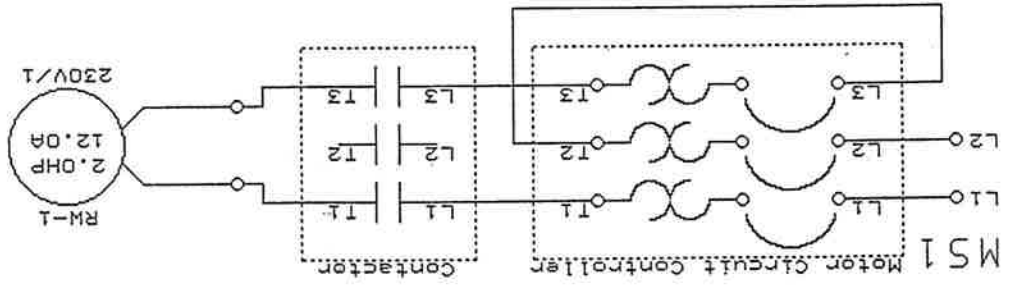 MS1
Motor Circuit Controller
Contactor
RW-1
L1 L1 T1 L1 T1
2.0HP
L2 L2 T2 L2 T2
12.0A
L3 T3 L3 T3
230V/1